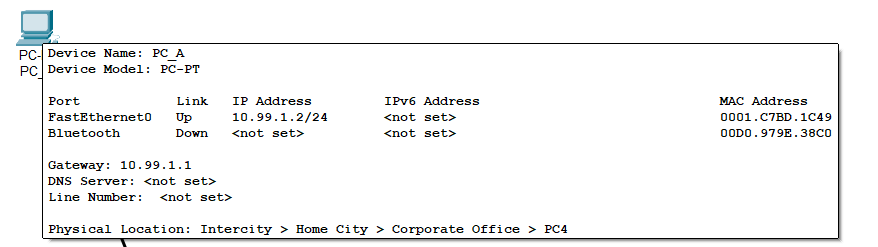 PC-
PC_
Device Name: PC_A
Device Model: PC-PT
Port Link IP Address IPv6 Address MAC Address
FastEthernet0 Up 10.99.1.2/24 <not set> 0001.C7BD.1C49
Bluetooth Down <not set> <not set> 00D0.979E.38C0
Gateway: 10.99.1.1
DNS Server: <not set>
Line Number: <not set>
Physical Location: Intercity > Home City > Corporate Office > PC4